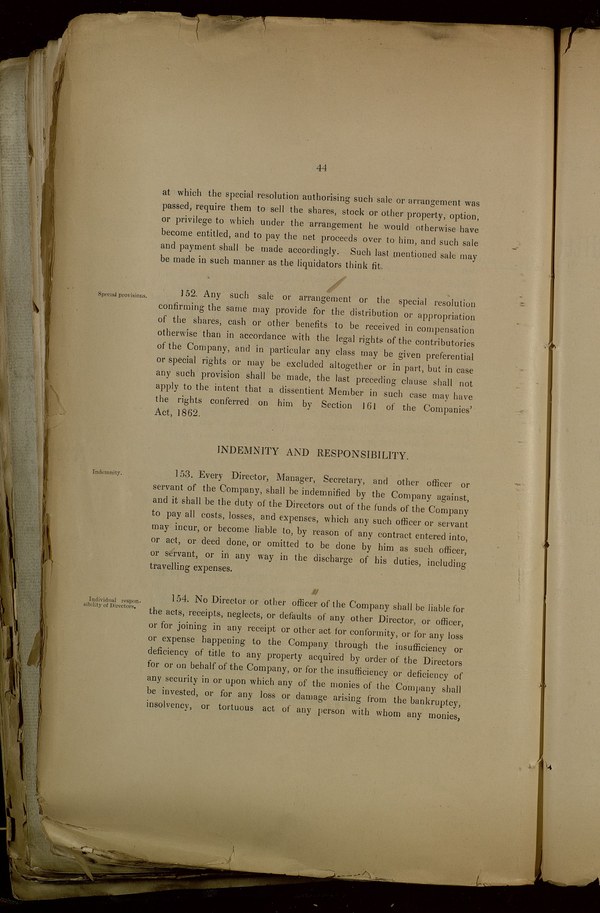 44
at which the special resolution authorising such sale or arrangement was
passed, require them to sell the shares, stock or other property, option,
or privilege to which under the arrangement he would otherwise have
become entitled, and to pay the net proceeds over to him, and such sale
and payment shall be made accordingly. Such last mentioned sale may
be made in such manner as the liquidators think fit.
Special provisions.
152. Any such sale or arrangement or the special resolution
confirming the same may provide for the distribution or appropriation
of the shares, cash or other benefits to be received in compensation
otherwise than in accordance with the legal rights of the contributories
of the Company, and in particular any class may be given preferential
or special rights or may be excluded altogether or in part, but in case
any such provision shall be made, the last preceding clause shall not
apply to the intent that a dissentient Member in such case may have
the rights conferred on him by Section 161 of the Companies'
Act, 1862.
INDEMNITY AND RESPONSIBILITY.
Indemnity.
153. Every Director, Manager, Secretary, and other officer or
servant of the Company, shall be indemnified by the Company against,
and it shall be the duty of the Directors out of the funds of the Company
to pay all costs, losses, and expenses, which any such officer or servant
may incur, or become liable to, by reason of any contract entered into,
or act, or deed done, or omitted to be done by him as such officer,
or servant, or in any way in the discharge of his duties, including
travelling expenses.
Individual respon-
sibility of Directors.
154. No Director or other officer of the Company shall be liable for
the acts, receipts, neglects, or defaults of any other Director, or officer,
or for joining in any receipt or other act for conformity, or for any loss
or expense happening to the Company through the insufficiency or
deficiency of title to any property acquired by order of the Directors
for or on behalf of the Company, or for the insufficiency or deficiency of
any security in or upon which any of the monies of the Company shall
be invested, or for any loss or damage arising from the bankruptcy,
insolvency, or tortuous act of any person with whom any monies,